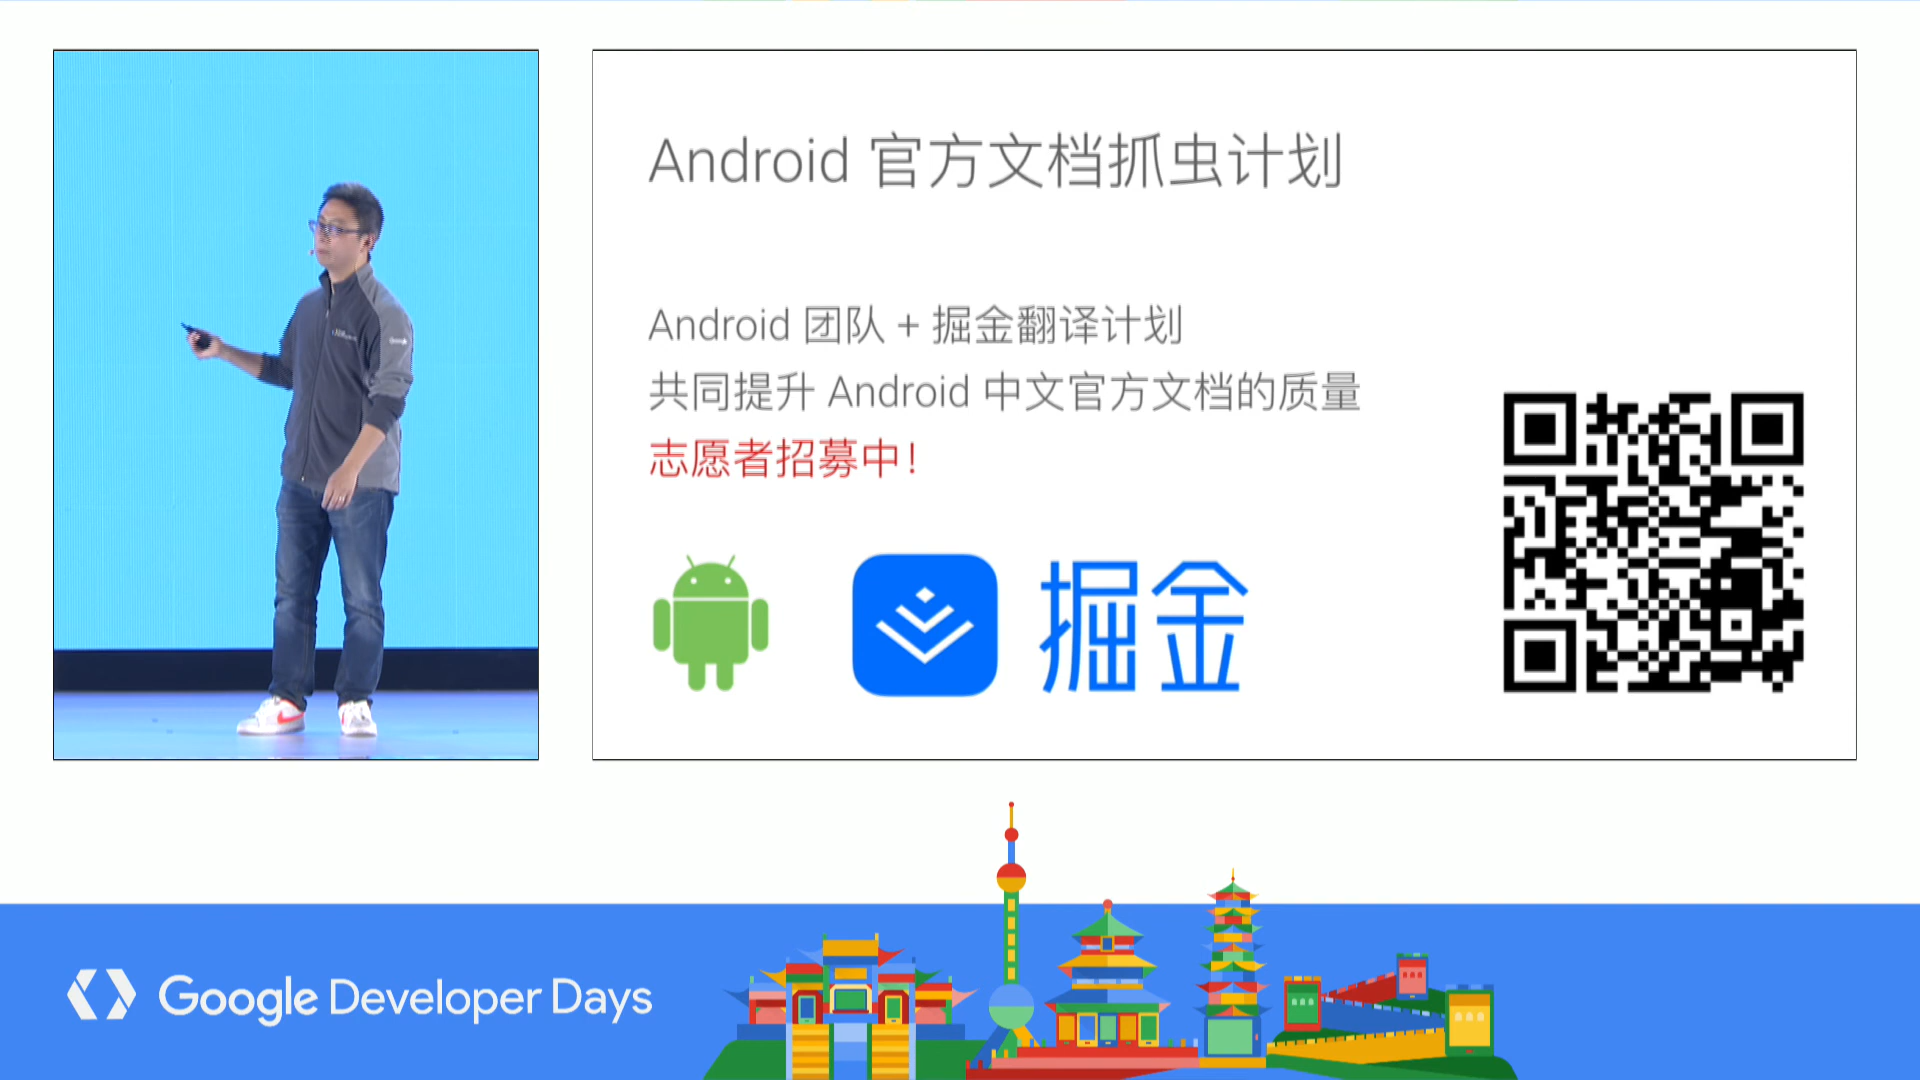 Android 官方文档抓虫计划
Android 团队 + 掘金翻译计划
共同提升 Android 中文官方文档的质量
志愿者招募中!
掘金
Google Developer Days